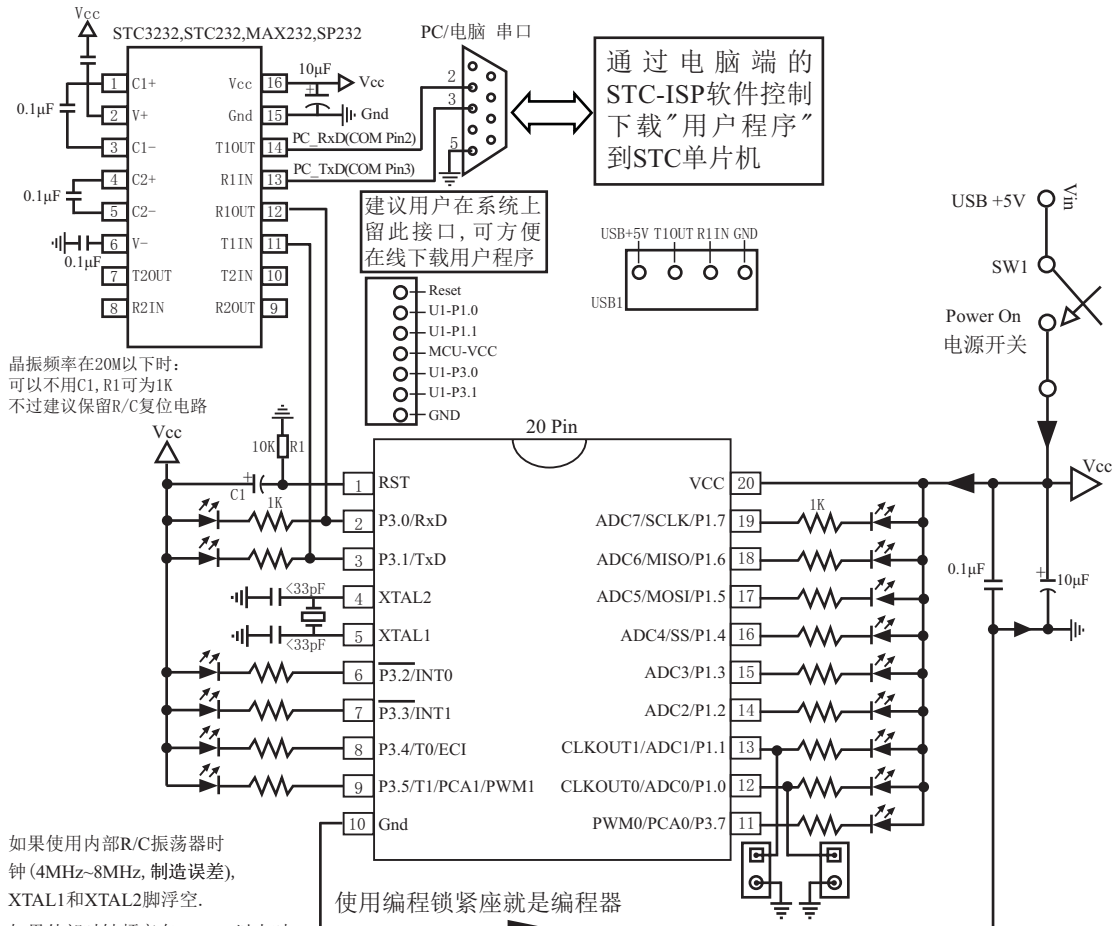 Vcc
STC3232,STC232,MAX232,SP232
PC/电脑 串口
通过电脑端的
STC-ISP软件控制
下载"用户程序"
到STC单片机
0.1μF
0.1μF
0.1μF
1 C1+
2 V+
3 C1-
4 C2+
5 C2-
6 V-
7 T2OUT
8 R2IN
Vcc 16
Gnd 15
T1OUT 14
R1IN 13
R1OUT 12
T1IN 11
T2IN 10
R2OUT 9
10μF
+
Vcc
Gnd
PC_RxD(COM Pin2)
PC_TxD(COM Pin3)
2
3
5
建议用户在系统上
留此接口,可方便
在线下载用户程序
Reset
U1-P1.0
U1-P1.1
MCU-VCC
U1-P3.0
U1-P3.1
GND
USB+5V T1OUT R1IN GND
USB1
USB +5V
Vin
SW1
Power On
电源开关
晶振频率在20M以下时:
可以不用C1,R1可为1K
不过建议保留R/C复位电路
Vcc
10K R1
+
C1
1K
<33pF
<33pF
20 Pin
1 RST
2 P3.0/RxD
3 P3.1/TxD
4 XTAL2
5 XTAL1
6 P3.2/INT0
7 P3.3/INT1
8 P3.4/T0/ECI
9 P3.5/T1/PCA1/PWM1
10 Gnd
VCC 20
ADC7/SCLK/P1.7 19
ADC6/MISO/P1.6 18
ADC5/MOSI/P1.5 17
ADC4/SS/P1.4 16
ADC3/P1.3 15
ADC2/P1.2 14
CLKOUT1/ADC1/P1.1 13
CLKOUT0/ADC0/P1.0 12
PWM0/PCA0/P3.7 11
1K
Vcc
0.1μF
+
10μF
如果使用内部R/C振荡器时
钟(4MHz~8MHz,制造误差),
XTAL1和XTAL2脚浮空.
使用编程锁紧座就是编程器